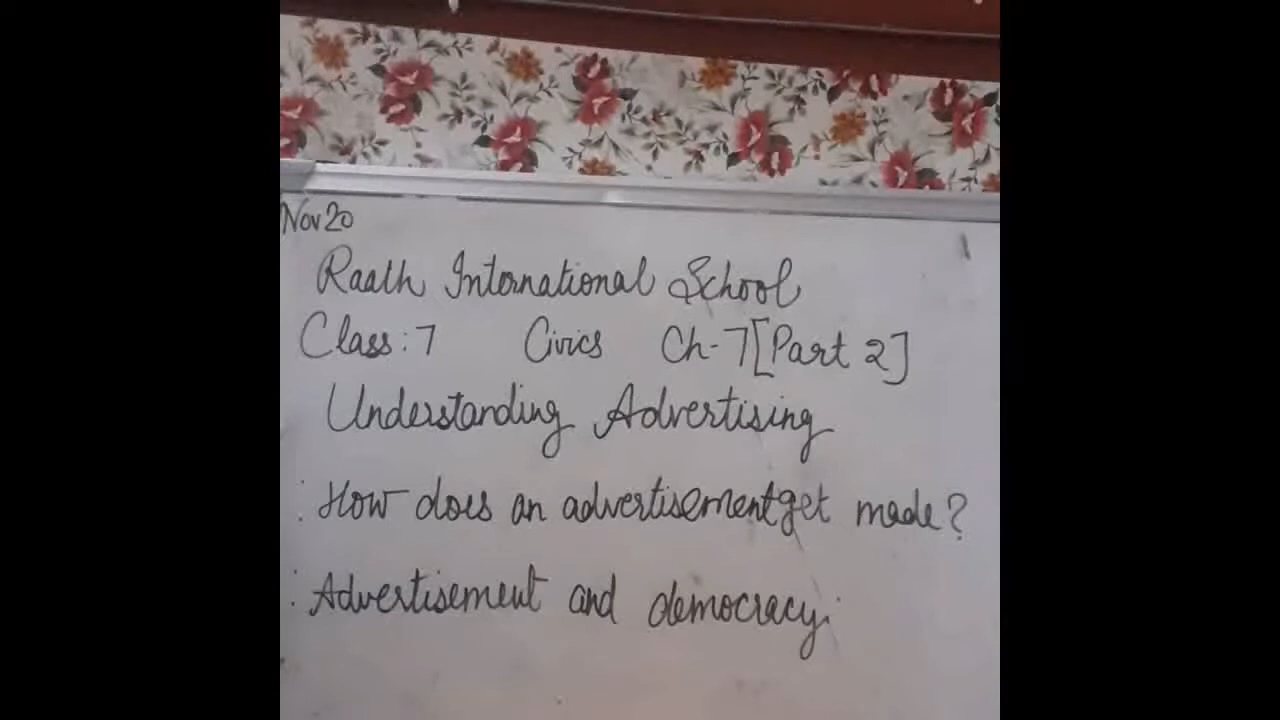 Nov 20
1
Raath International School
Class: 7 Civics Ch-7 [Part 2]
Understanding Advertising
: How does an advertisement get made?
: Advertisement and democracy.